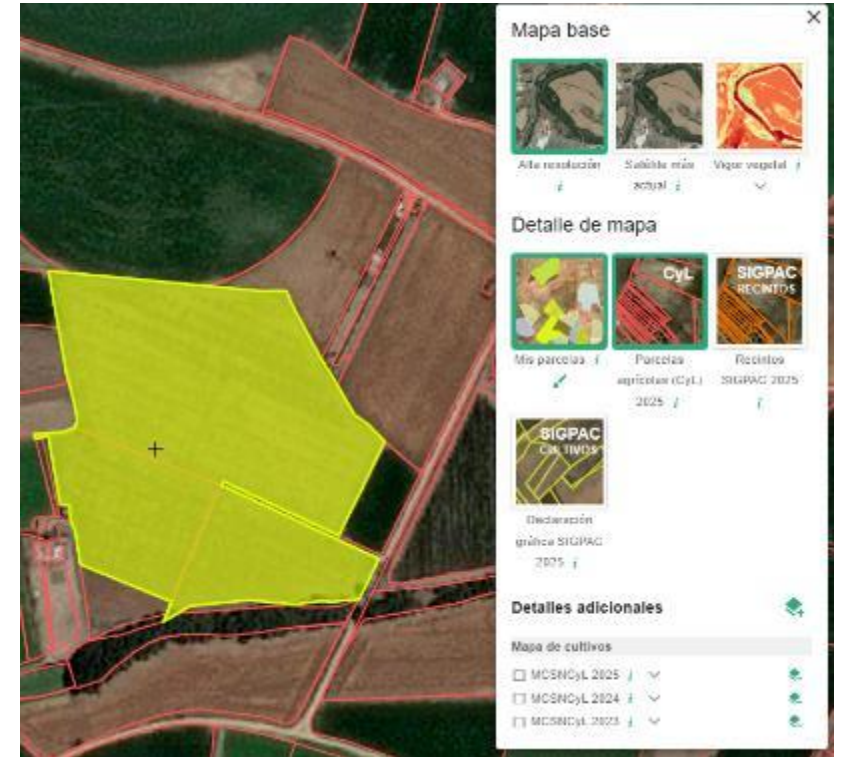 Mapa base
Alta resolución
i
Satélite más
actual i
Vigor vegetal i
Detalle de mapa
CyL
SIGPAC
RECINTOS
Mis parcelas i
Parcelas
agrícolas (CyL)
2025 i
Recintos
SIGPAC 2025
i
SIGPAC
CULTIVOS
Declaración
gráfica SIGPAC
2025 i
Detalles adicionales
Mapa de cultivos
MCSNCyL 2025 i
MCSNCyL 2024 i
MCSNCyL 2023 i